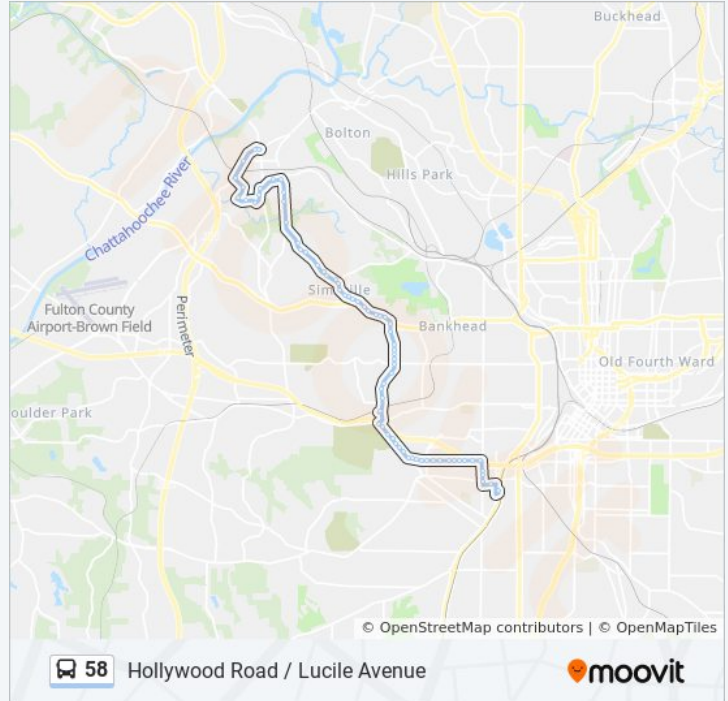 Buckhead
Bolton
Hills Park
Chattahoochee River
Fulton County
Airport-Brown Field
Perimeter
Bankhead
Old Fourth Ward
oulder Park
© OpenStreetMap contributors | © OpenMapTiles
58 Hollywood Road / Lucile Avenue
moovit